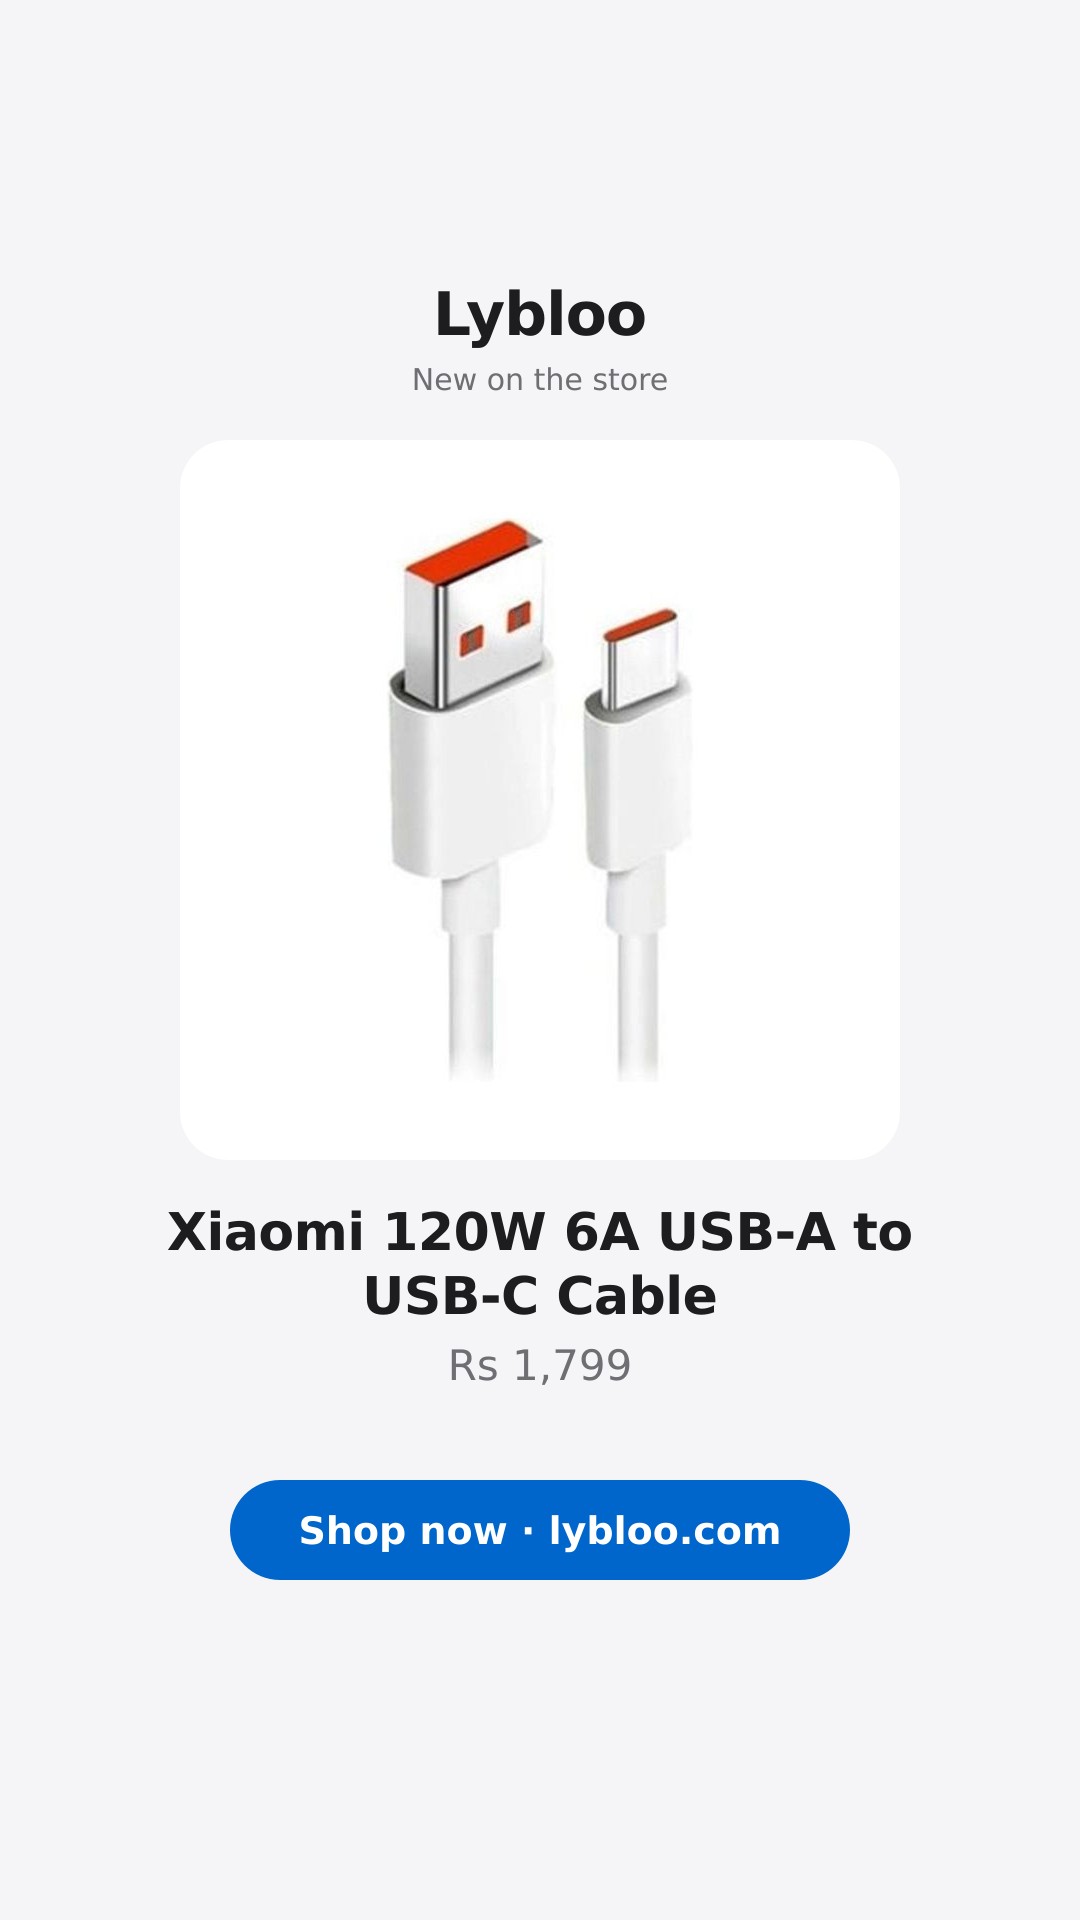 Lybloo
New on the store
Xiaomi 120W 6A USB-A to
USB-C Cable
Rs 1,799
Shop now · lybloo.com